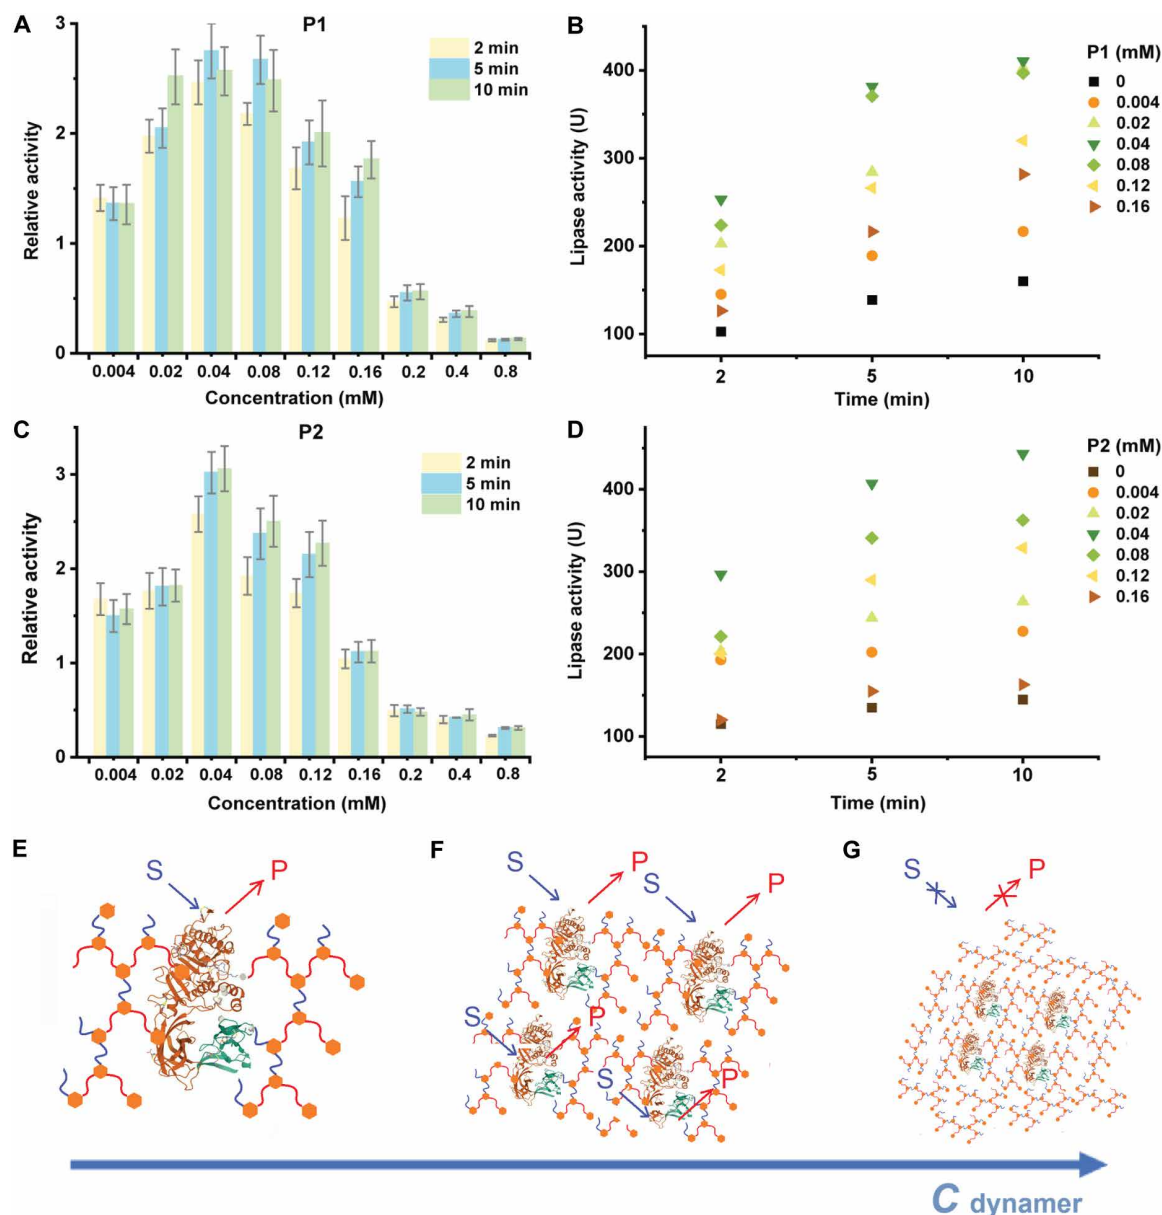 A
P1
3
2
1
0
Relative activity
2 min
5 min
10 min
0.004 0.02 0.04 0.08 0.12 0.16 0.2 0.4 0.8
Concentration (mM)
B
400
300
200
100
Lipase activity (U)
2 5 10
Time (min)
P1 (mM)
0
0.004
0.02
0.04
0.08
0.12
0.16
C
P2
3
2
1
0
Relative activity
2 min
5 min
10 min
0.004 0.02 0.04 0.08 0.12 0.16 0.2 0.4 0.8
Concentration (mM)
D
400
300
200
100
Lipase activity (U)
2 5 10
Time (min)
P2 (mM)
0
0.004
0.02
0.04
0.08
0.12
0.16
E
S P
F
S P
S P
S P
S P
G
S P
C dynamer